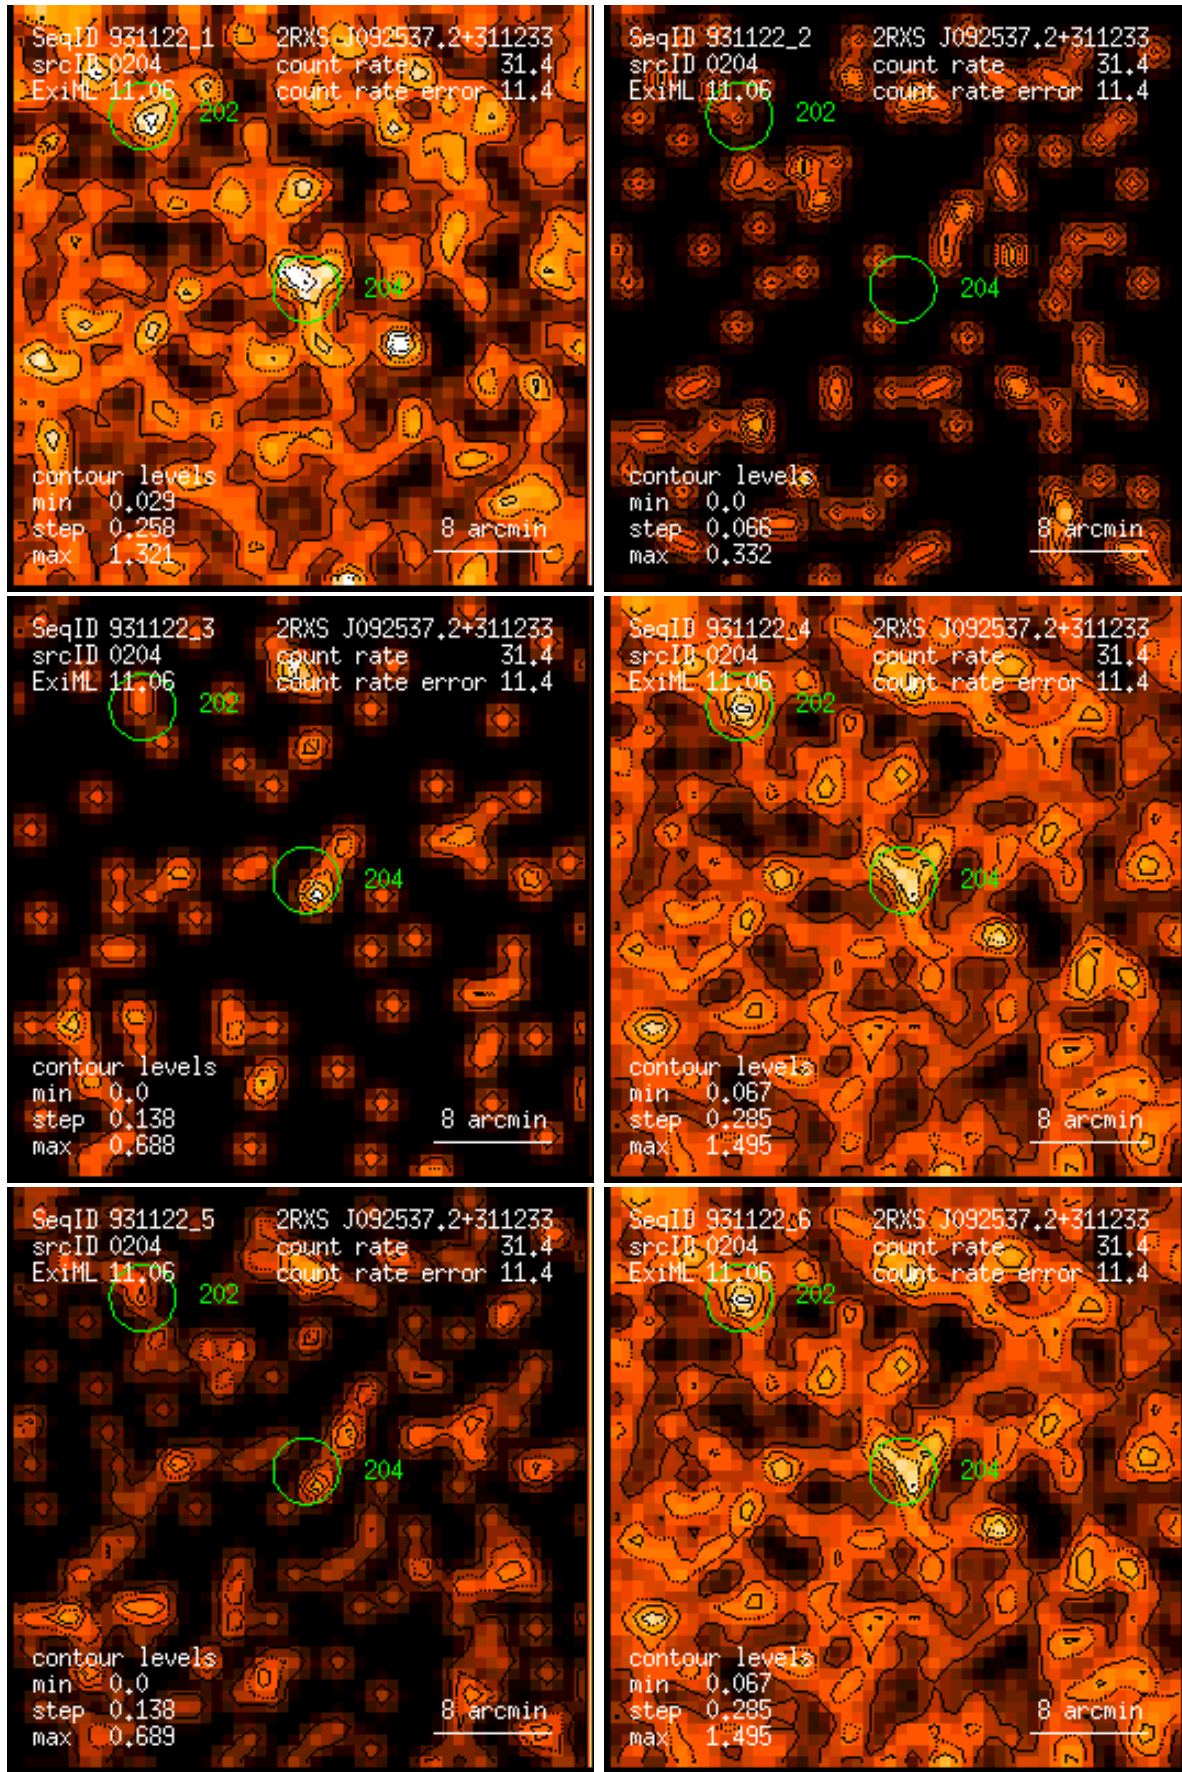 SeqID 931122_1 2RXS J092537.2+311233
srcID 0204 count rate 31.4
ExiML 11.06 count rate error 11.4
202
204
contour levels
min 0.029
step 0.258 8 arcmin
max 1.321
SeqID 931122_2 2RXS J092537.2+311233
srcID 0204 count rate 31.4
ExiML 11.06 count rate error 11.4
202
204
contour levels
min 0.0
step 0.066 8 arcmin
max 0.332
SeqID 931122_3 2RXS J092537.2+311233
srcID 0204 count rate 31.4
ExiML 11.06 count rate error 11.4
202
204
contour levels
min 0.0
step 0.138 8 arcmin
max 0.688
SeqID 931122_4 2RXS J092537.2+311233
srcID 0204 count rate 31.4
ExiML 11.06 count rate error 11.4
202
204
contour levels
min 0.067
step 0.285 8 arcmin
max 1.495
SeqID 931122_5 2RXS J092537.2+311233
srcID 0204 count rate 31.4
ExiML 11.06 count rate error 11.4
202
204
contour levels
min 0.0
step 0.138 8 arcmin
max 0.689
SeqID 931122_6 2RXS J092537.2+311233
srcID 0204 count rate 31.4
ExiML 11.06 count rate error 11.4
202
204
contour levels
min 0.067
step 0.285 8 arcmin
max 1.495